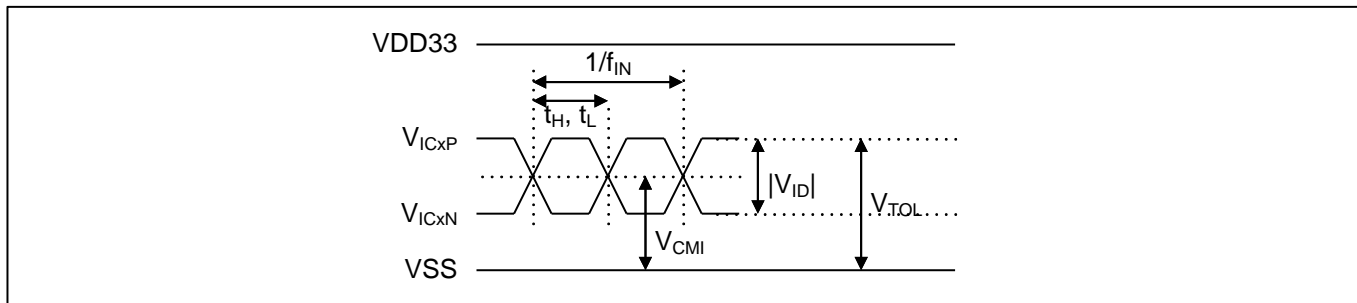 VDD33
1/fIN
tH, tL
VICxP
|VID|
VTOL
VICxN
VCMI
VSS